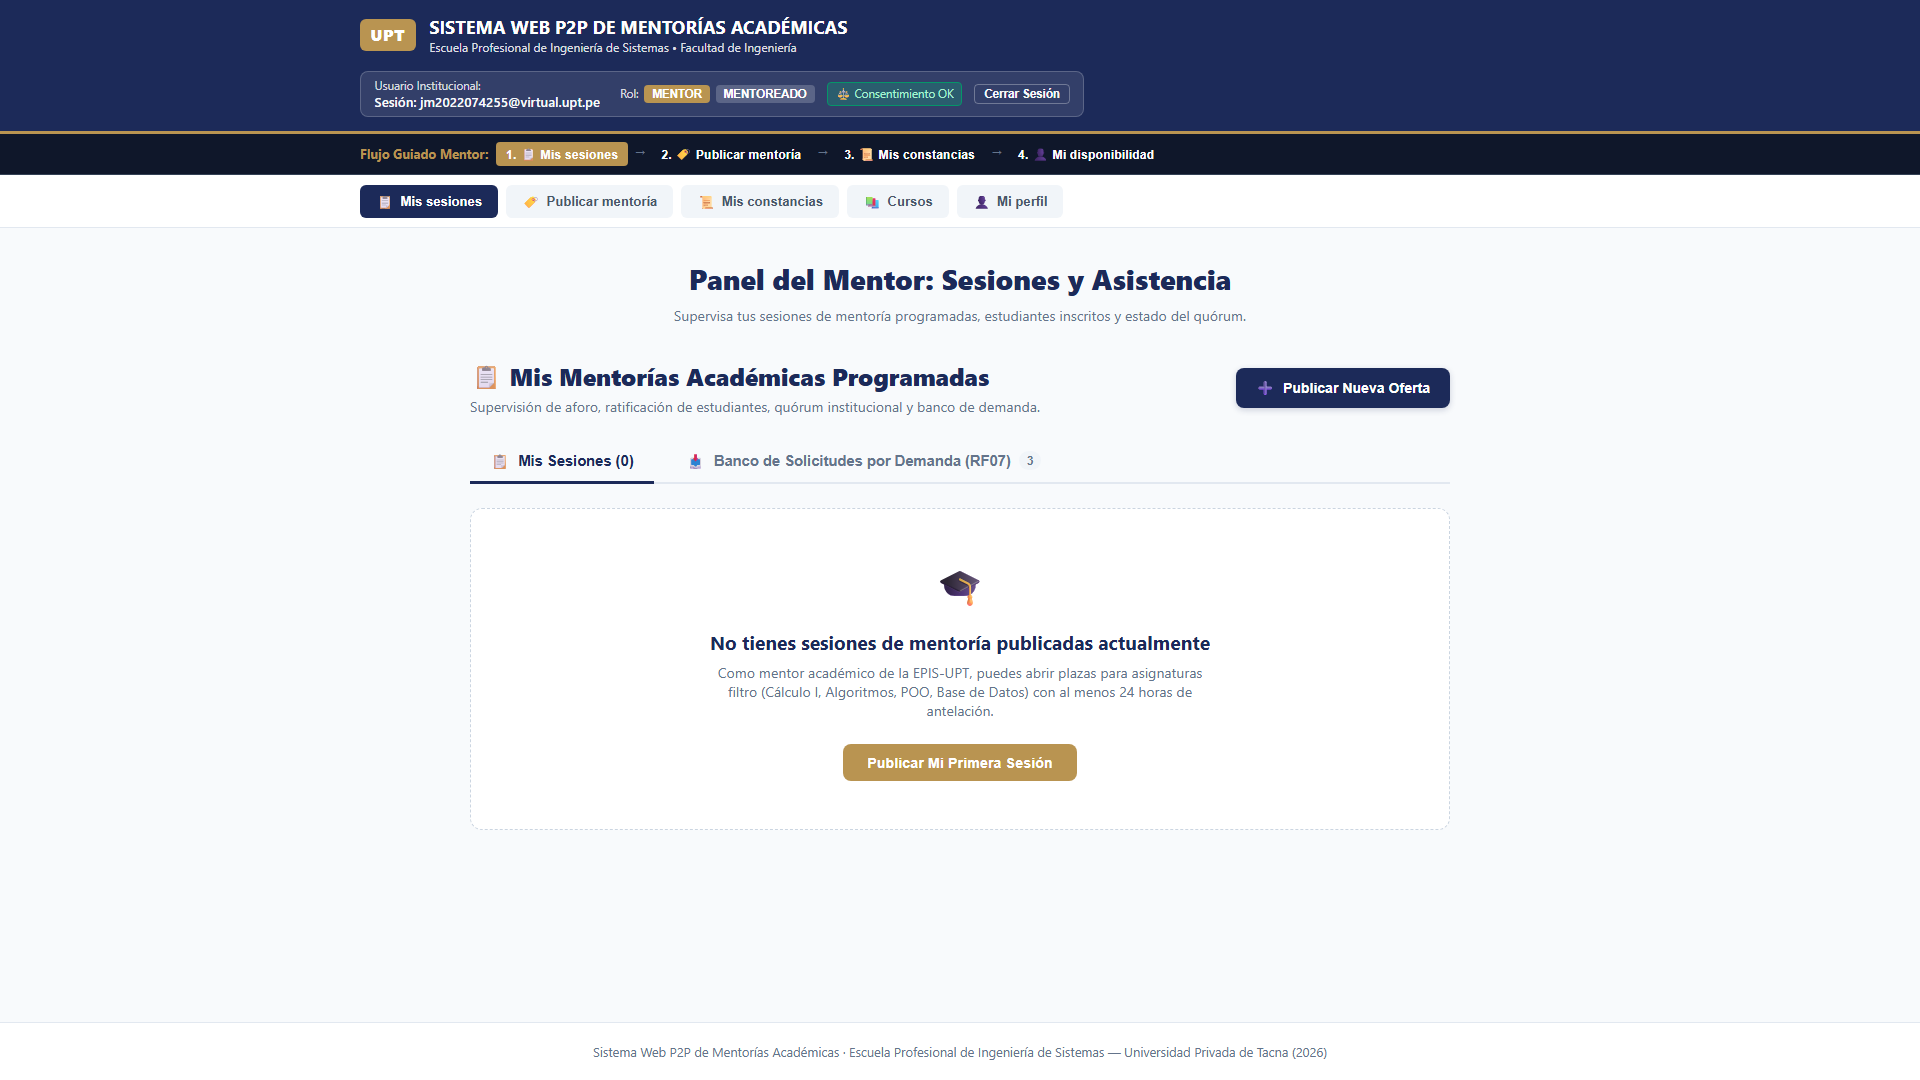 UPT
SISTEMA WEB P2P DE MENTORÍAS ACADÉMICAS
Escuela Profesional de Ingeniería de Sistemas • Facultad de Ingeniería
Usuario Institucional:
Sesión: jm2022074255@virtual.upt.pe
Rol: MENTOR MENTOREADO Consentimiento OK Cerrar Sesión
Flujo Guiado Mentor: 1. Mis sesiones → 2. Publicar mentoría → 3. Mis constancias → 4. Mi disponibilidad
Mis sesiones Publicar mentoría Mis constancias Cursos Mi perfil
Panel del Mentor: Sesiones y Asistencia
Supervisa tus sesiones de mentoría programadas, estudiantes inscritos y estado del quórum.
Mis Mentorías Académicas Programadas
Supervisión de aforo, ratificación de estudiantes, quórum institucional y banco de demanda.
Publicar Nueva Oferta
Mis Sesiones (0) Banco de Solicitudes por Demanda (RF07) 3
No tienes sesiones de mentoría publicadas actualmente
Como mentor académico de la EPIS-UPT, puedes abrir plazas para asignaturas
filtro (Cálculo I, Algoritmos, POO, Base de Datos) con al menos 24 horas de
antelación.
Publicar Mi Primera Sesión
Sistema Web P2P de Mentorías Académicas · Escuela Profesional de Ingeniería de Sistemas — Universidad Privada de Tacna (2026)